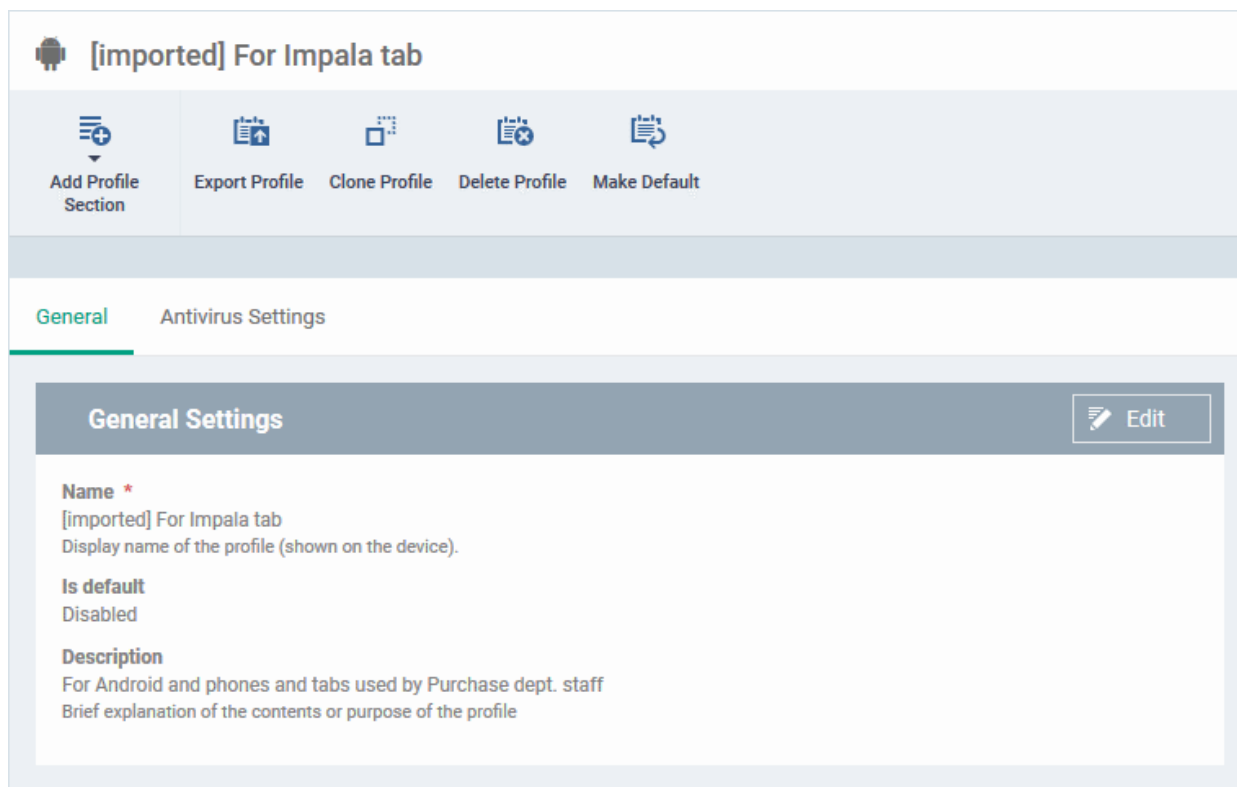 [imported] For Impala tab
Add Profile
Section
Export Profile
Clone Profile
Delete Profile
Make Default
General
Antivirus Settings
General Settings
Edit
Name *
[imported] For Impala tab
Display name of the profile (shown on the device).
Is default
Disabled
Description
For Android and phones and tabs used by Purchase dept. staff
Brief explanation of the contents or purpose of the profile